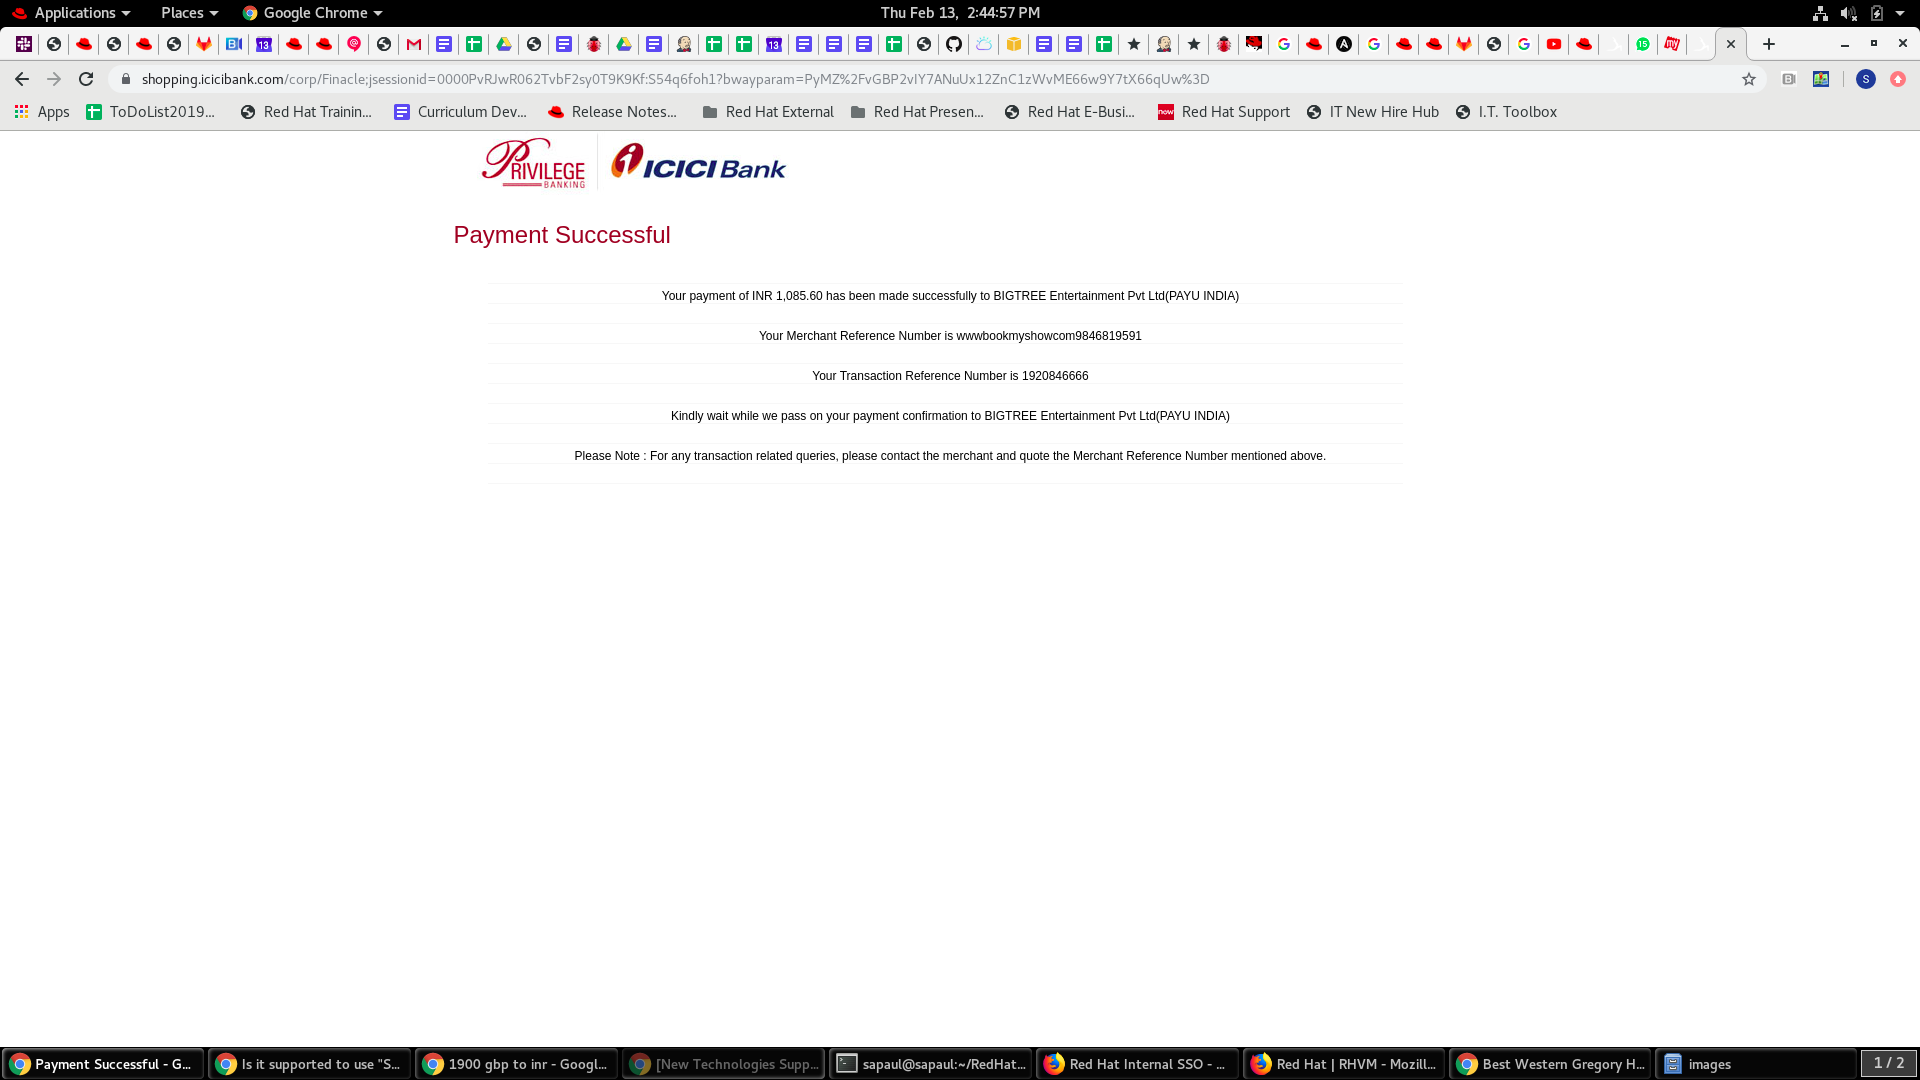 Applications Places Google Chrome Thu Feb 13, 2:44:57 PM
shopping.icicibank.com/corp/Finacle;jsessionid=0000PvRJwR062TvbF2sy0T9K9Kf:S54q6foh1?bwayparam=PyMZ%2FvGBP2vIY7ANuUx12ZnC1zWvME66w9Y7tX66qUw%3D
Apps ToDoList2019... Red Hat Trainin... Curriculum Dev... Release Notes... Red Hat External Red Hat Presen... Red Hat E-Busi... Red Hat Support IT New Hire Hub I.T. Toolbox
PRIVILEGE BANKING ICICI Bank
Payment Successful
Your payment of INR 1,085.60 has been made successfully to BIGTREE Entertainment Pvt Ltd(PAYU INDIA)
Your Merchant Reference Number is wwwbookmyshowcom9846819591
Your Transaction Reference Number is 1920846666
Kindly wait while we pass on your payment confirmation to BIGTREE Entertainment Pvt Ltd(PAYU INDIA)
Please Note : For any transaction related queries, please contact the merchant and quote the Merchant Reference Number mentioned above.
Payment Successful - G... Is it supported to use "S... 1900 gbp to inr - Googl... [New Technologies Supp... sapaul@sapaul:~/RedHat... Red Hat Internal SSO - ... Red Hat | RHVM - Mozill... Best Western Gregory H... images 1 / 2